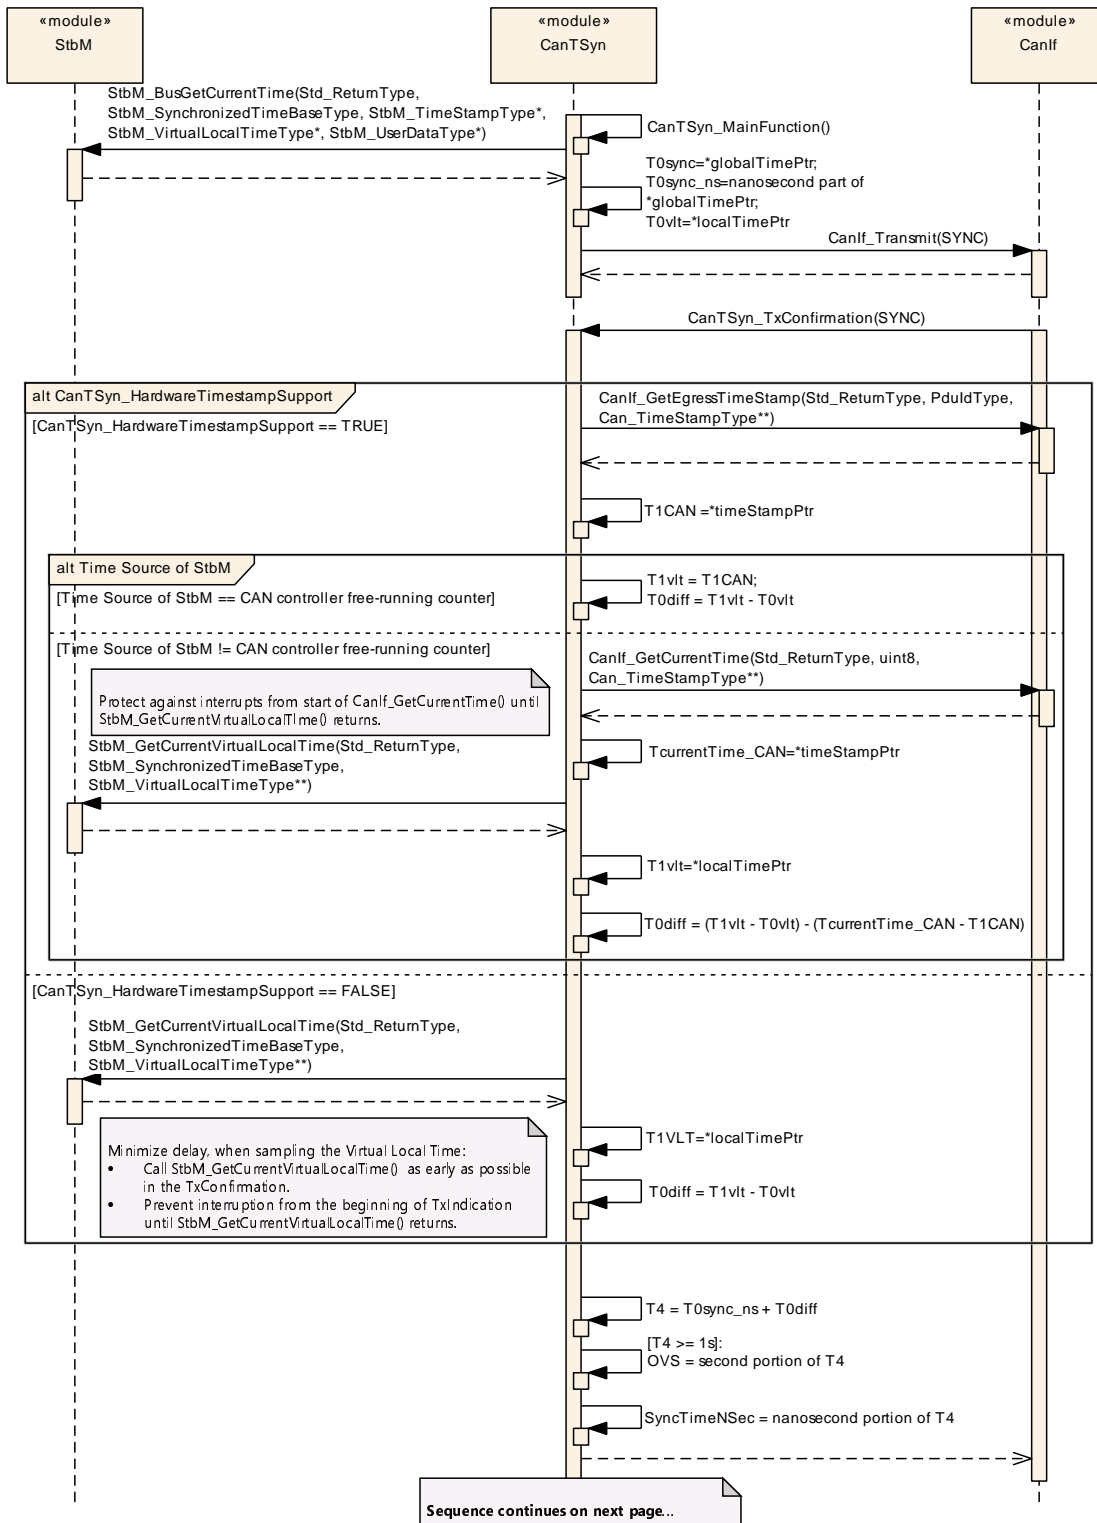 «module»
StbM
«module»
CanTSyn
«module»
CanIf
StbM_BusGetCurrentTime(Std_ReturnType,
StbM_SynchronizedTimeBaseType, StbM_TimeStampType*,
StbM_VirtualLocalTimeType*, StbM_UserDataType*)
CanTSyn_MainFunction()
T0sync=*globalTimePtr;
T0sync_ns=nanosecond part of
*globalTimePtr;
T0vlt=*localTimePtr
CanIf_Transmit(SYNC)
CanTSyn_TxConfirmation(SYNC)
alt CanTSyn_HardwareTimestampSupport
[CanTSyn_HardwareTimestampSupport == TRUE]
CanIf_GetEgressTimeStamp(Std_ReturnType, PduIdType,
Can_TimeStampType**)
T1CAN =*timeStampPtr
alt Time Source of StbM
[Time Source of StbM == CAN controller free-running counter]
T1vlt = T1CAN;
T0diff = T1vlt - T0vlt
[Time Source of StbM != CAN controller free-running counter]
CanIf_GetCurrentTime(Std_ReturnType, uint8,
Can_TimeStampType**)
Protect against interrupts from start of CanIf_GetCurrentTime() until
StbM_GetCurrentVirtualLocalTIme() returns.
StbM_GetCurrentVirtualLocalTime(Std_ReturnType,
StbM_SynchronizedTimeBaseType,
StbM_VirtualLocalTimeType**)
TcurrentTime_CAN=*timeStampPtr
T1vlt=*localTimePtr
T0diff = (T1vlt - T0vlt) - (TcurrentTime_CAN - T1CAN)
[CanTSyn_HardwareTimestampSupport == FALSE]
StbM_GetCurrentVirtualLocalTime(Std_ReturnType,
StbM_SynchronizedTimeBaseType,
StbM_VirtualLocalTimeType**)
Minimize delay, when sampling the Virtual Local Time:
• Call StbM_GetCurrentVirtualLocalTime() as early as possible
in the TxConfirmation.
• Prevent interruption from the beginning of TxIndication
until StbM_GetCurrentVirtualLocalTime() returns.
T1VLT=*localTimePtr
T0diff = T1vlt - T0vlt
T4 = T0sync_ns + T0diff
[T4 >= 1s]:
OVS = second portion of T4
SyncTimeNSec = nanosecond portion of T4
Sequence continues on next page...